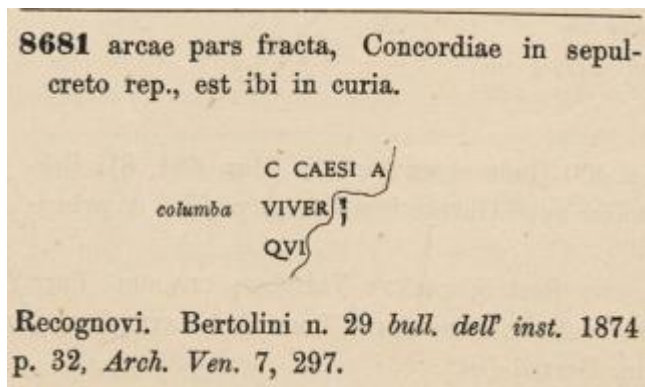 8681 arcae pars fracta, Concordiae in sepul-
creto rep., est ibi in curia.
C CAESI A
columba VIVER
QVI
Recognovi. Bertolini n. 29 bull. dell' inst. 1874
p. 32, Arch. Ven. 7, 297.